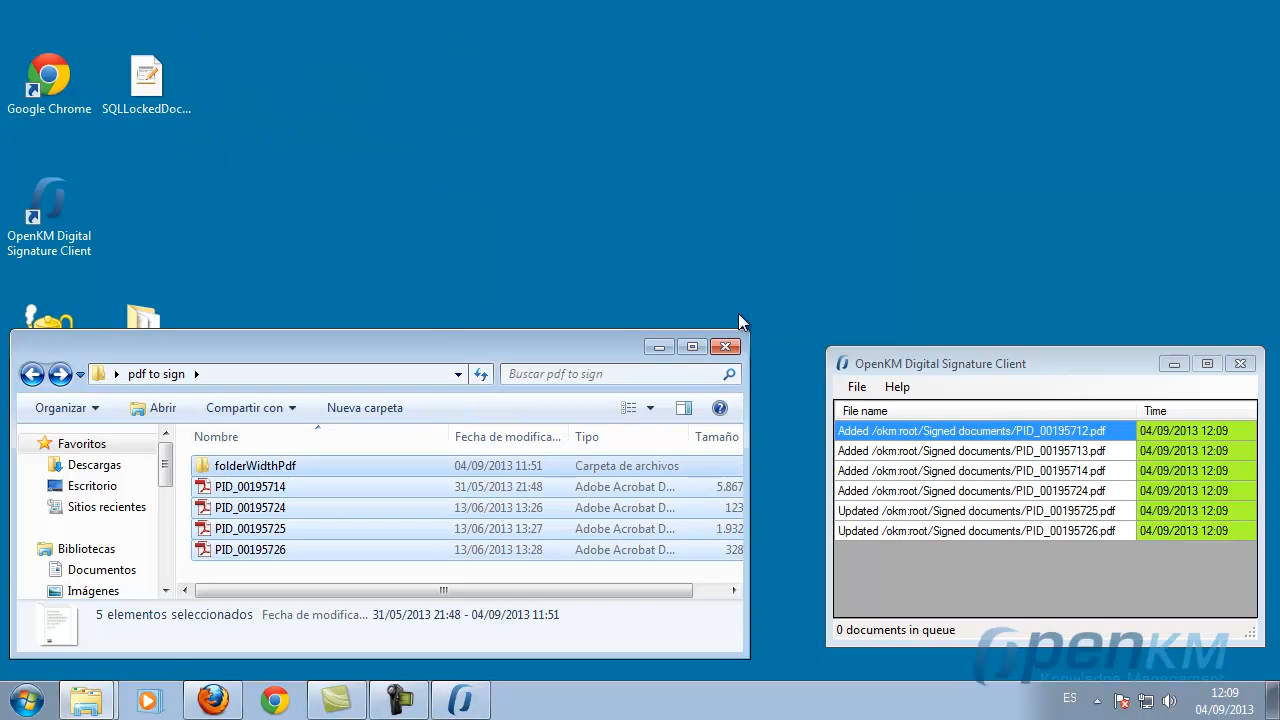 Google Chrome
SQLLockedDoc...
OpenKM Digital
Signature Client
pdf to sign
Buscar pdf to sign
Organizar
Abrir
Compartir con
Nueva carpeta
Favoritos
Descargas
Escritorio
Sitios recientes
Bibliotecas
Documentos
Imágenes
Nombre Fecha de modifica... Tipo Tamaño
folderWidthPdf 04/09/2013 11:51 Carpeta de archivos
PID_00195714 31/05/2013 21:48 Adobe Acrobat D... 5.867
PID_00195724 13/06/2013 13:26 Adobe Acrobat D... 123
PID_00195725 13/06/2013 13:27 Adobe Acrobat D... 1.932
PID_00195726 13/06/2013 13:28 Adobe Acrobat D... 328
5 elementos seleccionados Fecha de modifica... 31/05/2013 21:48 - 04/09/2013 11:51
OpenKM Digital Signature Client
File Help
File name Time
Added /okm:root/Signed documents/PID_00195712.pdf 04/09/2013 12:09
Added /okm:root/Signed documents/PID_00195713.pdf 04/09/2013 12:09
Added /okm:root/Signed documents/PID_00195714.pdf 04/09/2013 12:09
Added /okm:root/Signed documents/PID_00195724.pdf 04/09/2013 12:09
Updated /okm:root/Signed documents/PID_00195725.pdf 04/09/2013 12:09
Updated /okm:root/Signed documents/PID_00195726.pdf 04/09/2013 12:09
0 documents in queue
OpenKM
Knowledge Management
ES
12:09
04/09/2013